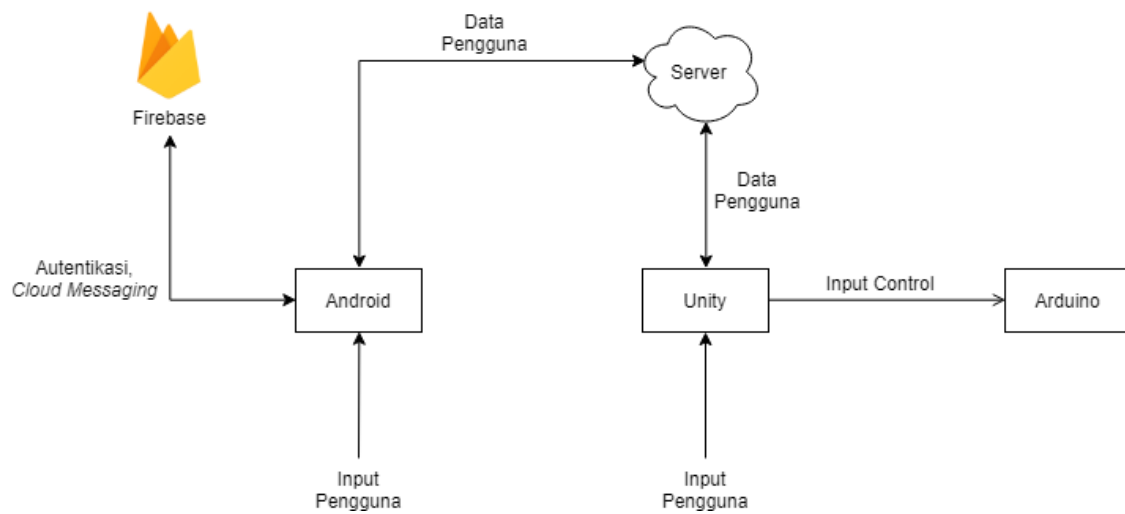 Data
Pengguna
Server
Firebase
Data
Pengguna
Autentikasi,
Cloud Messaging
Android
Unity
Input Control
Arduino
Input
Pengguna
Input
Pengguna